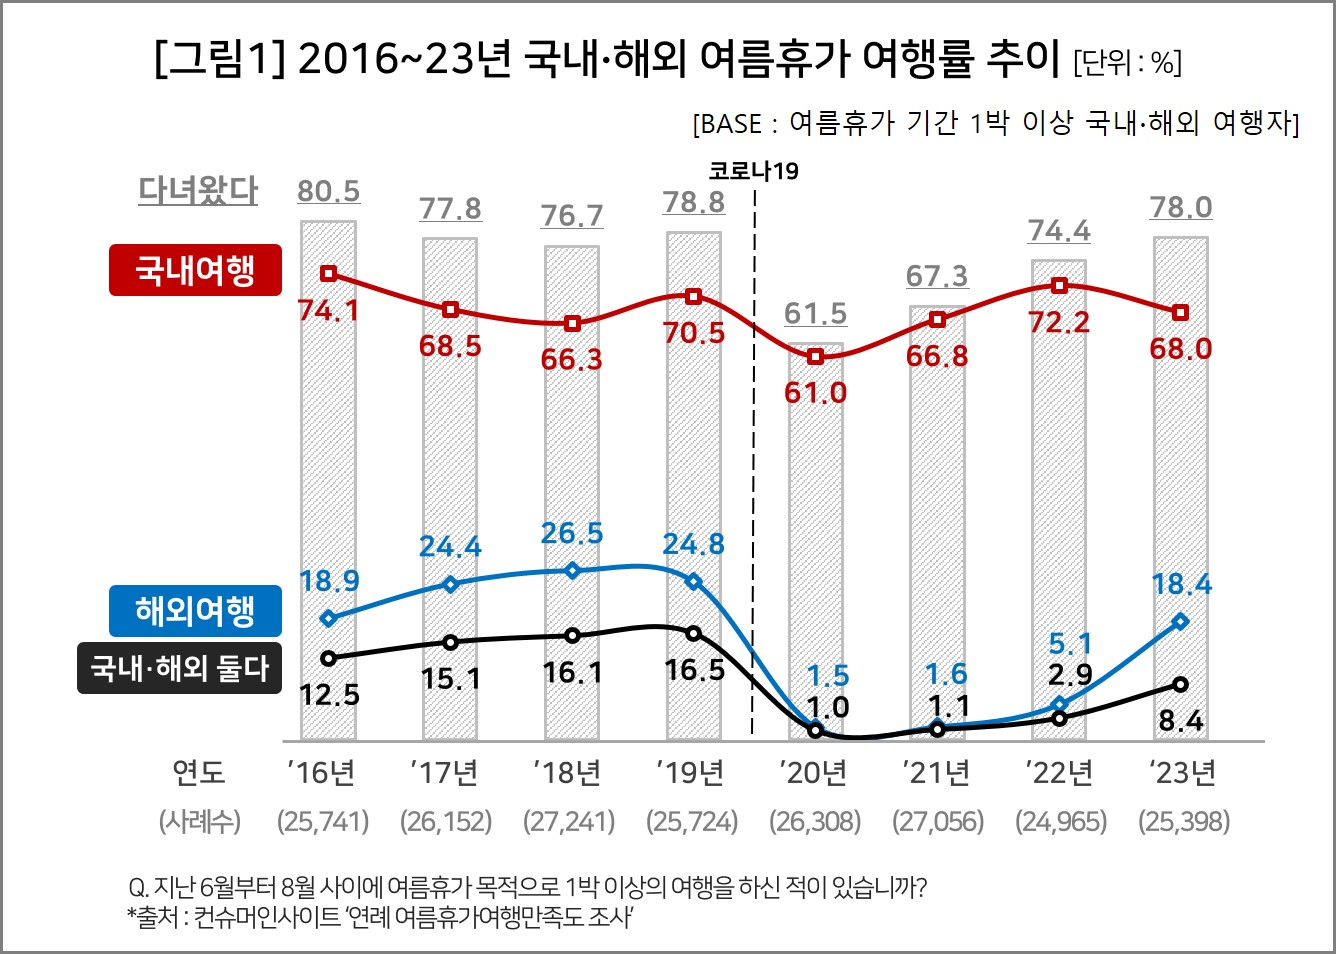 [그림1] 2016~23년 국내·해외 여름휴가 여행률 추이 [단위 : %]
[BASE : 여름휴가 기간 1박 이상 국내·해외 여행자]
코로나19
다녀왔다 80.5 77.8 76.7 78.8 61.5 67.3 74.4 78.0
국내여행 74.1 68.5 66.3 70.5 61.0 66.8 72.2 68.0
해외여행 18.9 24.4 26.5 24.8 1.5 1.6 5.1 18.4
국내·해외 둘다 12.5 15.1 16.1 16.5 1.0 1.1 2.9 8.4
연도 ’16년 ’17년 ’18년 ’19년 ’20년 ’21년 ’22년 ‘23년
(사례수) (25,741) (26,152) (27,241) (25,724) (26,308) (27,056) (24,965) (25,398)
Q. 지난 6월부터 8월 사이에 여름휴가 목적으로 1박 이상의 여행을 하신 적이 있습니까?
*출처 : 컨슈머인사이트 ‘연례 여름휴가여행만족도 조사’